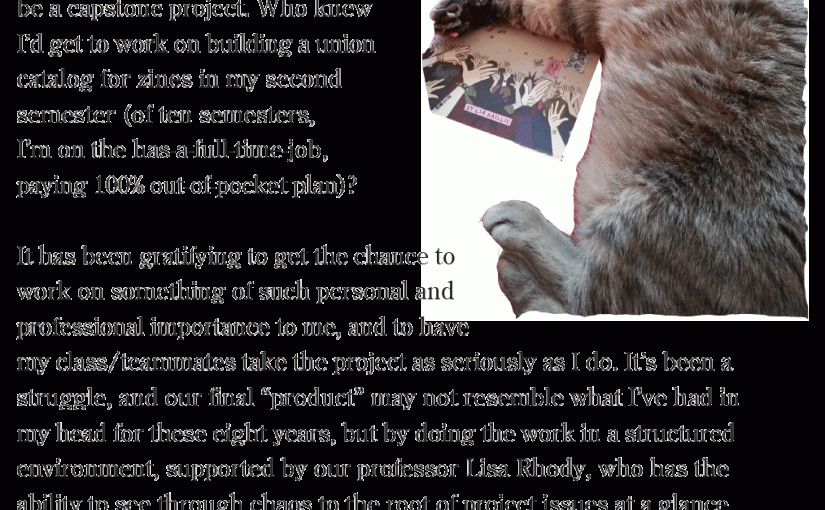 be a capstone project. Who knew
I'd get to work on building a union
catalog for zines in my second
semester (of ten semesters,
I'm on the has-a-full-time-job,
paying 100% out-of-pocket plan)?
It has been gratifying to get the chance to
work on something of such personal and
professional importance to me, and to have
my class/teammates take the project as seriously as I do. It's been a
struggle, and our final “product” may not resemble what I've had in
my head for these eight years, but by doing the work in a structured
environment, supported by our professor Lisa Rhody, who has the
ability to see through chaos to the root of project issues at a glance